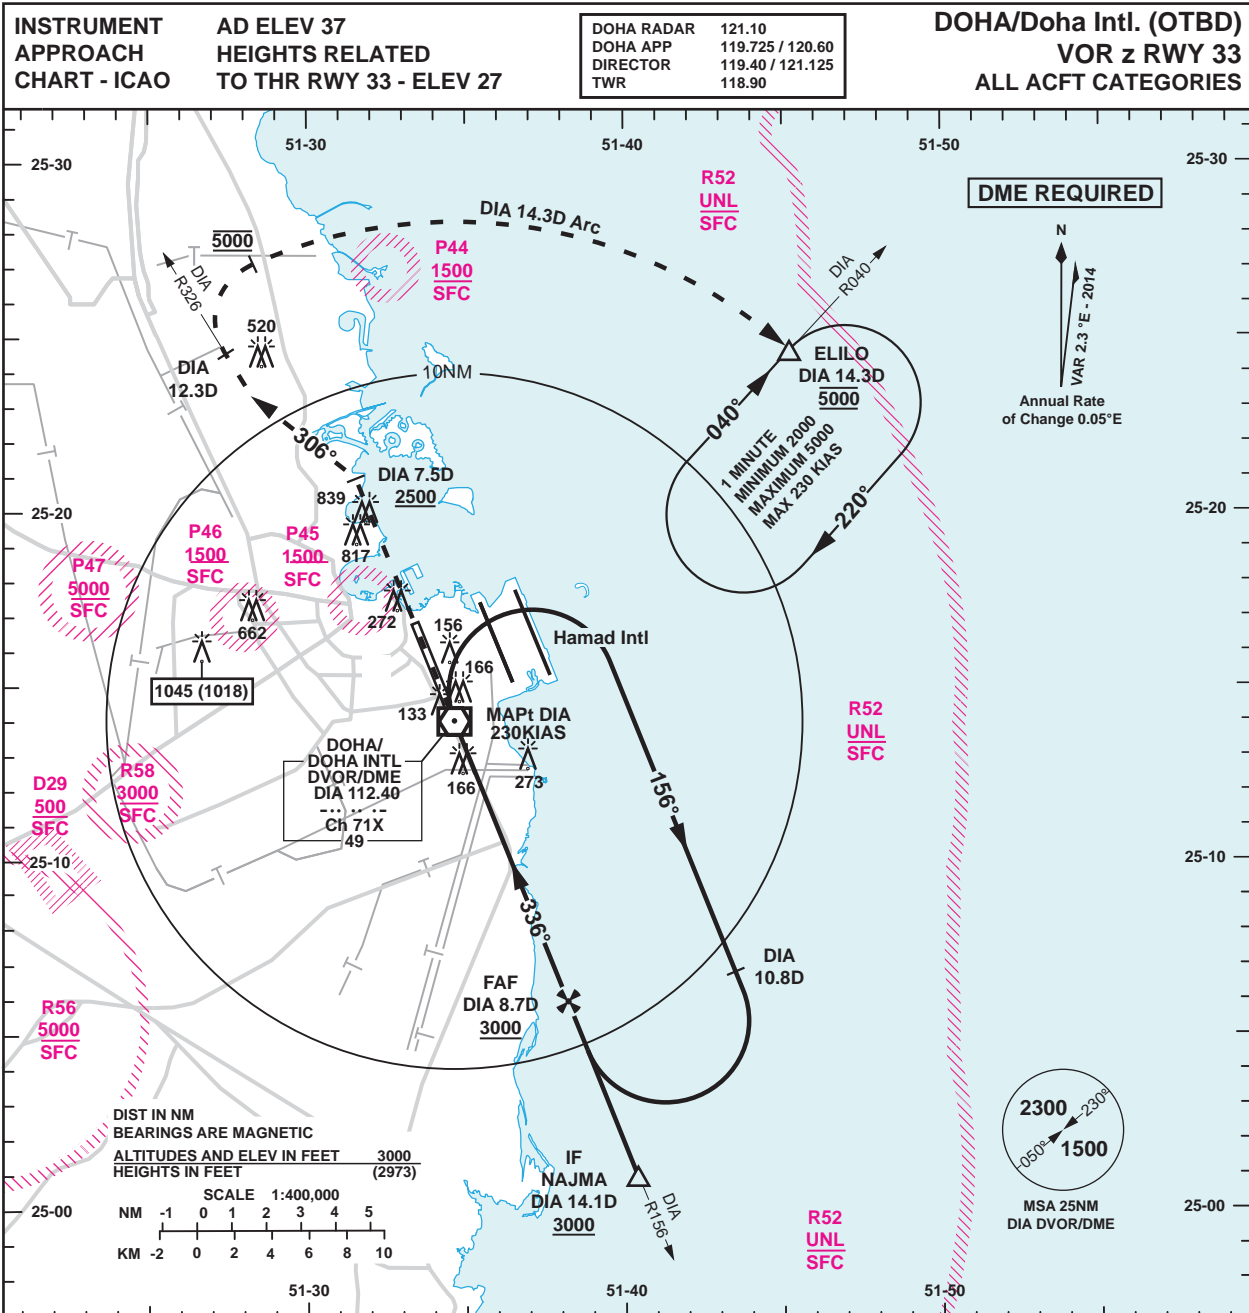 INSTRUMENT
APPROACH
CHART - ICAO
AD ELEV 37
HEIGHTS RELATED
TO THR RWY 33 - ELEV 27
DOHA RADAR 121.10
DOHA APP 119.725 / 120.60
DIRECTOR 119.40 / 121.125
TWR 118.90
DOHA/Doha Intl. (OTBD)
VOR z RWY 33
ALL ACFT CATEGORIES
51-30
51-40
51-50
25-30
25-30
R52
UNL
SFC
DME REQUIRED
DIA 14.3D Arc
5000
DIA
R326
P44
1500
SFC
DIA
R040
N
VAR 2.3 °E - 2014
Annual Rate
of Change 0.05°E
520
DIA
12.3D
10NM
ELILO
DIA 14.3D
5000
040°
1 MINUTE
MINIMUM 2000
MAXIMUM 5000
MAX 230 KIAS
220°
306°
DIA 7.5D
2500
839
817
25-20
25-20
P46
1500
SFC
P45
1500
SFC
P47
5000
SFC
272
662
156
Hamad Intl
166
1045 (1018)
133
MAPt DIA
230KIAS
R52
UNL
SFC
DOHA/
DOHA INTL
DVOR/DME
DIA 112.40
-·· ·· ·-
Ch 71X
49
166
273
D29
500
SFC
R58
3000
SFC
156°
25-10
25-10
336°
DIA
10.8D
FAF
DIA 8.7D
3000
R56
5000
SFC
DIST IN NM
BEARINGS ARE MAGNETIC
ALTITUDES AND ELEV IN FEET 3000
HEIGHTS IN FEET (2973)
SCALE 1:400,000
NM -1 0 1 2 3 4 5
KM -2 0 2 4 6 8 10
IF
NAJMA
DIA 14.1D
3000
DIA
R156
2300
230°
050°
1500
MSA 25NM
DIA DVOR/DME
25-00
25-00
R52
UNL
SFC
51-30
51-40
51-50